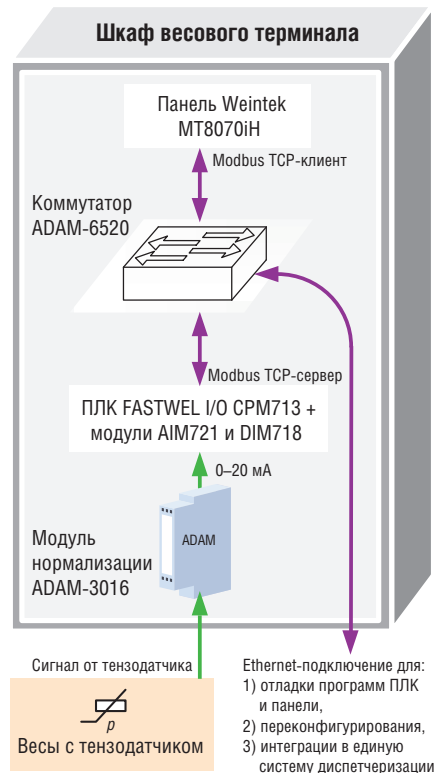 Шкаф весового терминала
Панель Weintek
MT8070iH
Modbus TCP-клиент
Коммутатор
ADAM-6520
Modbus TCP-сервер
ПЛК FASTWEL I/O CPM713 +
модули AIM721 и DIM718
0–20 мА
ADAM
Модуль
нормализации
ADAM-3016
Сигнал от тензодатчика
p
Весы с тензодатчиком
Ethernet-подключение для:
1) отладки программ ПЛК
и панели,
2) переконфигурирования,
3) интеграции в единую
систему диспетчеризации